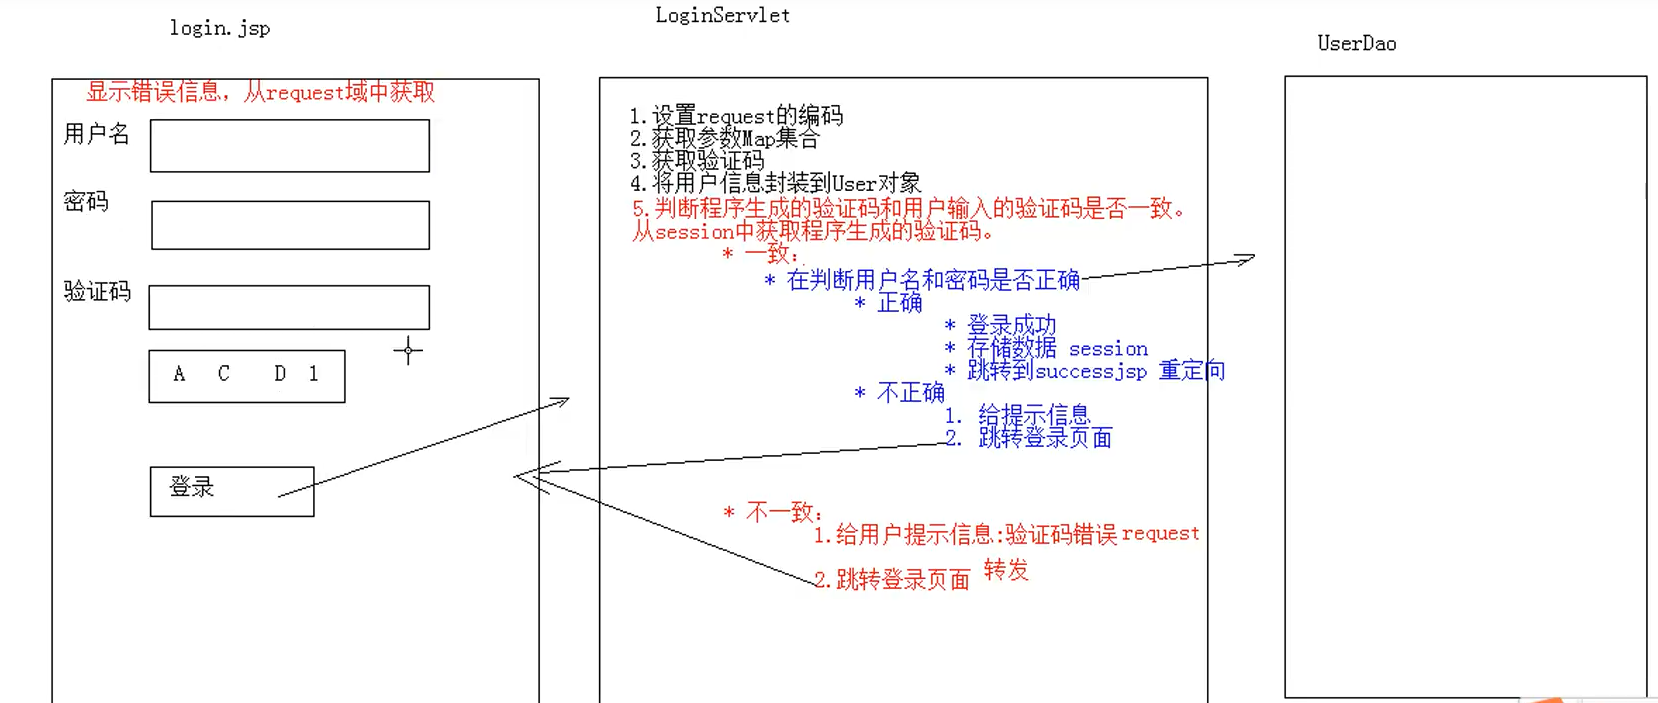 login.jsp
LoginServlet
UserDao
显示错误信息，从request域中获取
用户名
密码
验证码
A C D 1
登录
1.设置request的编码
2.获取参数Map集合
3.获取验证码
4.将用户信息封装到User对象
5.判断程序生成的验证码和用户输入的验证码是否一致。
从session中获取程序生成的验证码。
* 一致：
* 在判断用户名和密码是否正确
* 正确
* 登录成功
* 存储数据 session
* 跳转到successjsp 重定向
* 不正确
1. 给提示信息
2. 跳转登录页面
* 不一致：
1.给用户提示信息:验证码错误 request
2.跳转登录页面 转发